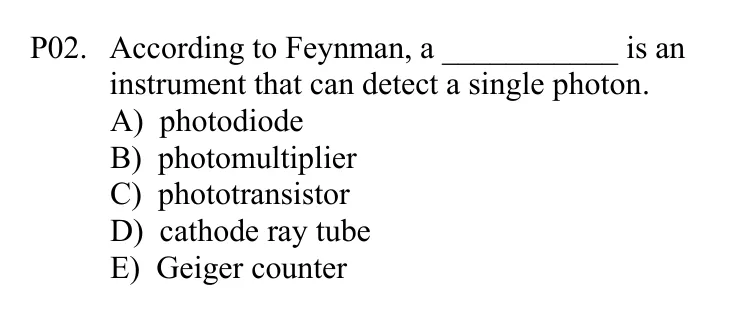 P02. According to Feynman, a ____________ is an
instrument that can detect a single photon.
A) photodiode
B) photomultiplier
C) phototransistor
D) cathode ray tube
E) Geiger counter